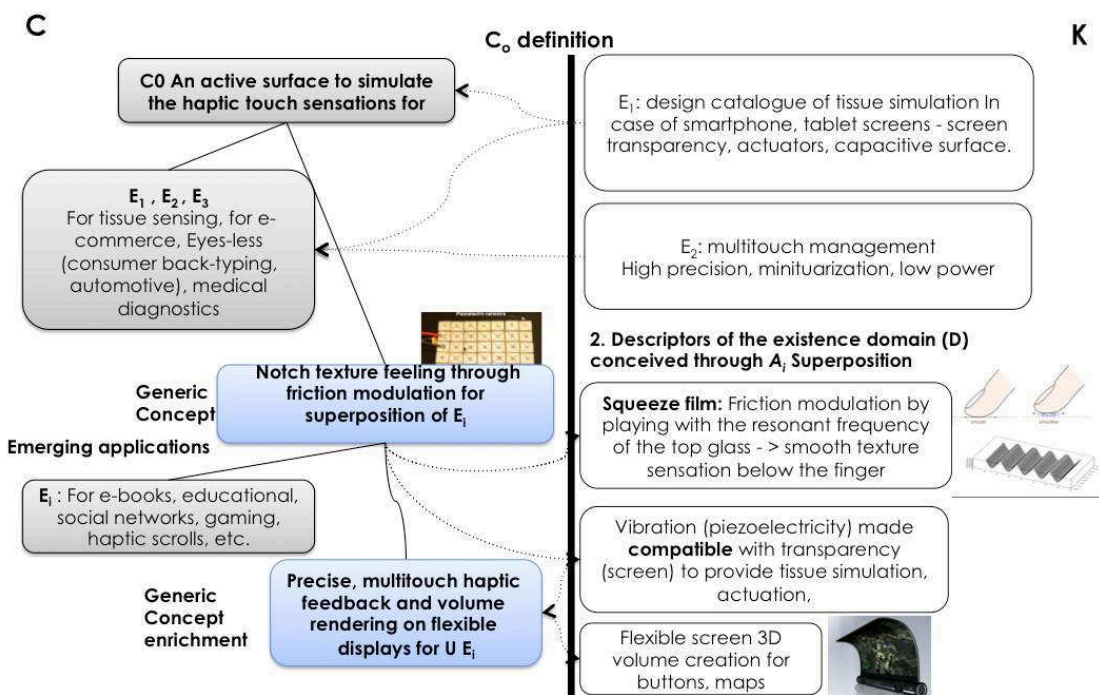 C
C₀ definition
K
C0 An active surface to simulate
the haptic touch sensations for
E₁ , E₂ , E₃
For tissue sensing, for e-
commerce, Eyes-less
(consumer back-typing,
automotive), medical
diagnostics
E₁: design catalogue of tissue simulation In
case of smartphone, tablet screens - screen
transparency, actuators, capacitive surface.
E₂: multitouch management
High precision, minituarization, low power
Piezoelectric ceramics
Generic
Concept
Notch texture feeling through
friction modulation for
superposition of Eᵢ
Emerging applications
Eᵢ : For e-books, educational,
social networks, gaming,
haptic scrolls, etc.
Generic
Concept
enrichment
Precise, multitouch haptic
feedback and volume
rendering on flexible
displays for U Eᵢ
2. Descriptors of the existence domain (D)
conceived through Aᵢ Superposition
Squeeze film: Friction modulation by
playing with the resonant frequency
of the top glass - > smooth texture
sensation below the finger
Vibration (piezoelectricity) made
compatible with transparency
(screen) to provide tissue simulation,
actuation,
Flexible screen 3D
volume creation for
buttons, maps